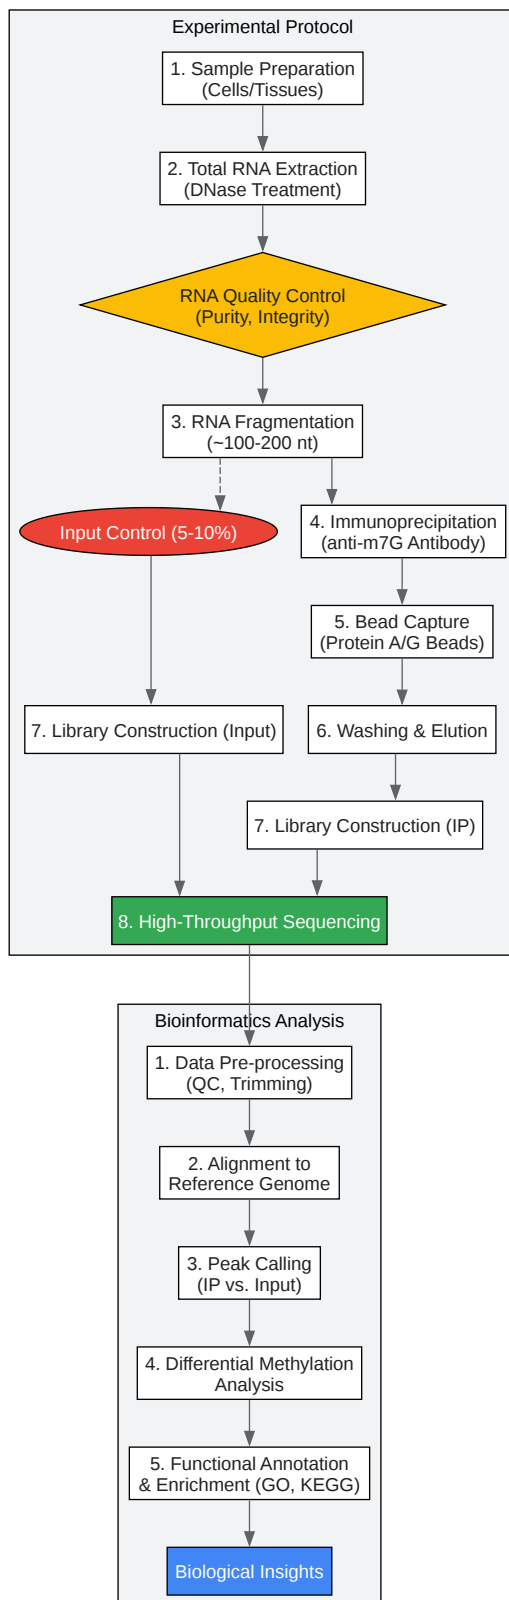 Experimental Protocol
1. Sample Preparation
(Cells/Tissues)
2. Total RNA Extraction
(DNase Treatment)
RNA Quality Control
(Purity, Integrity)
3. RNA Fragmentation
(~100-200 nt)
Input Control (5-10%)
4. Immunoprecipitation
(anti-m7G Antibody)
5. Bead Capture
(Protein A/G Beads)
7. Library Construction (Input)
6. Washing & Elution
7. Library Construction (IP)
8. High-Throughput Sequencing
Bioinformatics Analysis
1. Data Pre-processing
(QC, Trimming)
2. Alignment to
Reference Genome
3. Peak Calling
(IP vs. Input)
4. Differential Methylation
Analysis
5. Functional Annotation
& Enrichment (GO, KEGG)
Biological Insights